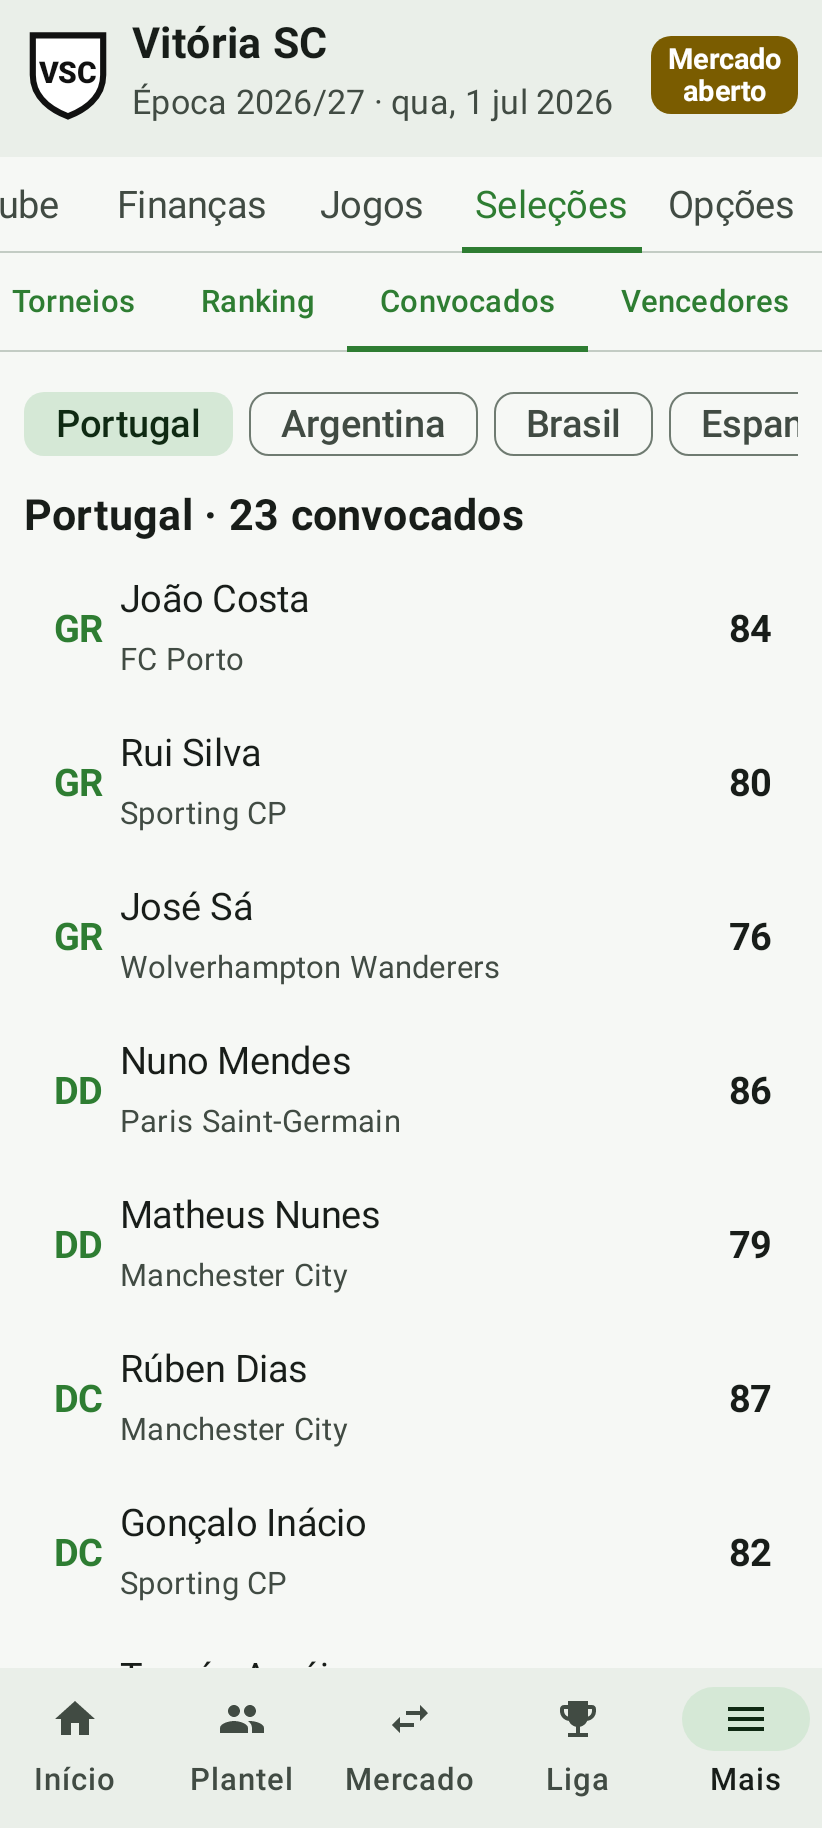 VSC
Vitória SC
Época 2026/27 · qua, 1 jul 2026
Mercado
aberto
ube
Finanças
Jogos
Seleções
Opções
Torneios
Ranking
Convocados
Vencedores
Portugal
Argentina
Brasil
Espan
Portugal · 23 convocados
GR
João Costa
FC Porto
84
GR
Rui Silva
Sporting CP
80
GR
José Sá
Wolverhampton Wanderers
76
DD
Nuno Mendes
Paris Saint-Germain
86
DD
Matheus Nunes
Manchester City
79
DC
Rúben Dias
Manchester City
87
DC
Gonçalo Inácio
Sporting CP
82
Início
Plantel
Mercado
Liga
Mais